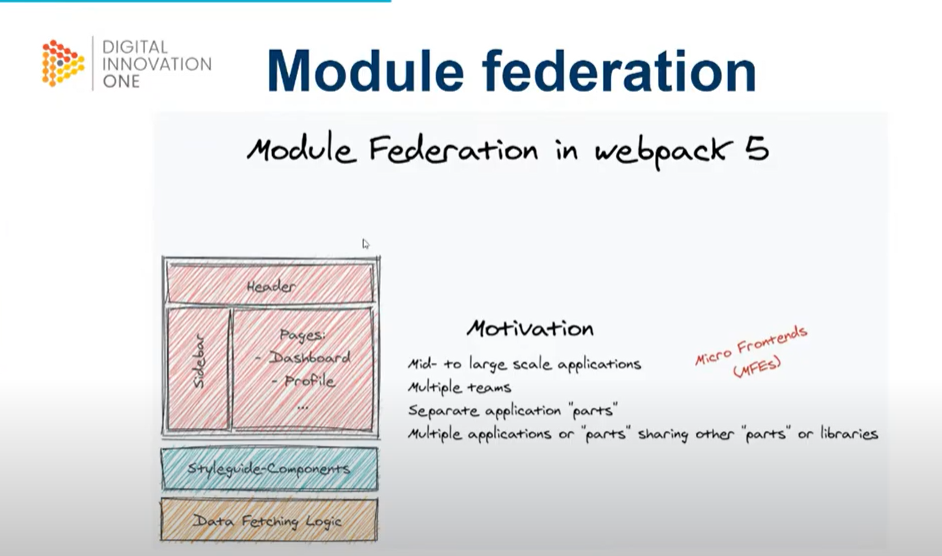 DIGITAL
INNOVATION
ONE
Module federation
Module Federation in webpack 5
Header
Sidebar
Pages:
- Dashboard
- Profile
...
Styleguide-Components
Data Fetching Logic
Motivation
Mid- to large scale applications
Multiple teams
Separate application "parts"
Multiple applications or "parts" sharing other "parts" or libraries
Micro Frontends
(MFEs)